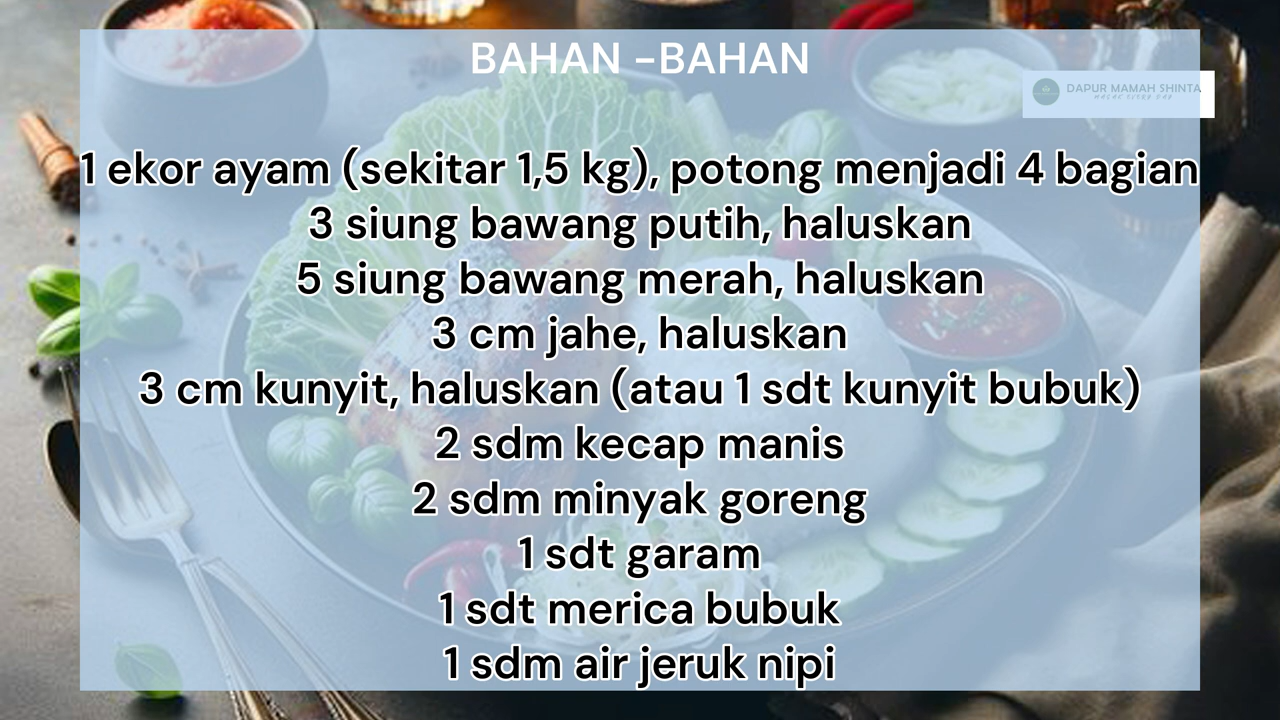 BAHAN -BAHAN
DAPUR MAMAH SHINTA
1 ekor ayam (sekitar 1,5 kg), potong menjadi 4 bagian
3 siung bawang putih, haluskan
5 siung bawang merah, haluskan
3 cm jahe, haluskan
3 cm kunyit, haluskan (atau 1 sdt kunyit bubuk)
2 sdm kecap manis
2 sdm minyak goreng
1 sdt garam
1 sdt merica bubuk
1 sdm air jeruk nipi